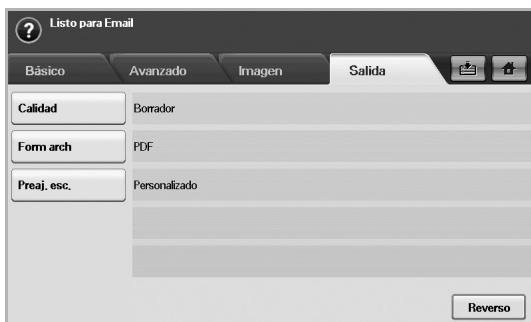 ? Listo para Email
Básico Avanzado Imagen Salida
Calidad Borrador
Form arch PDF
Preaj. esc. Personalizado
Reverso